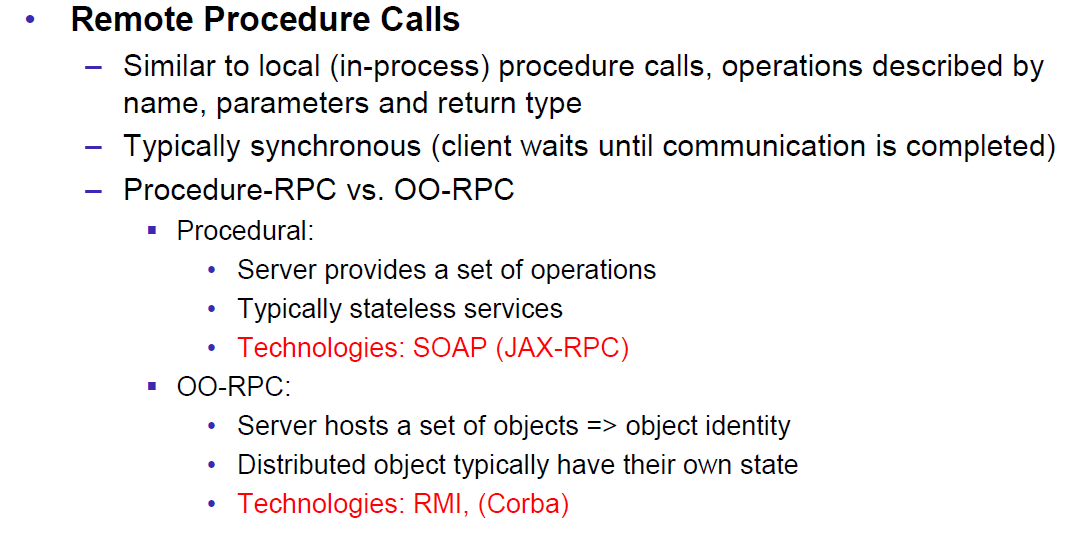 • Remote Procedure Calls
– Similar to local (in-process) procedure calls, operations described by
name, parameters and return type
– Typically synchronous (client waits until communication is completed)
– Procedure-RPC vs. OO-RPC
▪ Procedural:
• Server provides a set of operations
• Typically stateless services
• Technologies: SOAP (JAX-RPC)
▪ OO-RPC:
• Server hosts a set of objects => object identity
• Distributed object typically have their own state
• Technologies: RMI, (Corba)